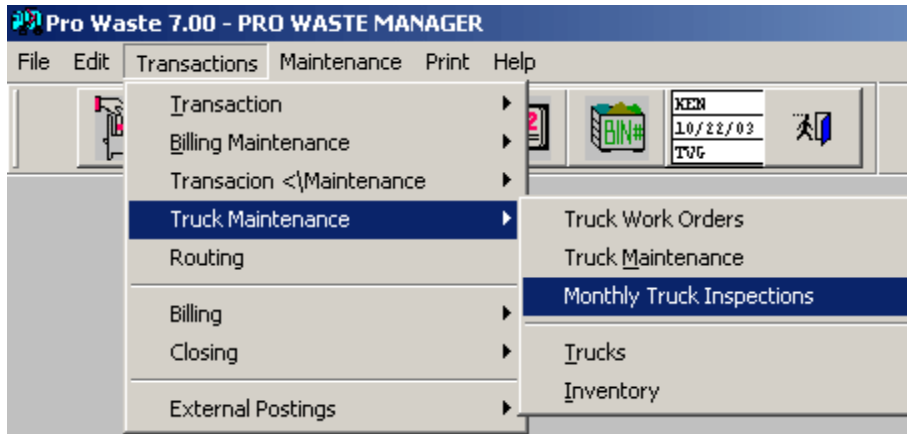 Pro Waste 7.00 - PRO WASTE MANAGER
File Edit Transactions Maintenance Print Help
BIN#
KEN
10/22/03
TVG
Transaction
Billing Maintenance
Transacion <\Maintenance
Truck Maintenance
Routing
Billing
Closing
External Postings
Truck Work Orders
Truck Maintenance
Monthly Truck Inspections
Trucks
Inventory